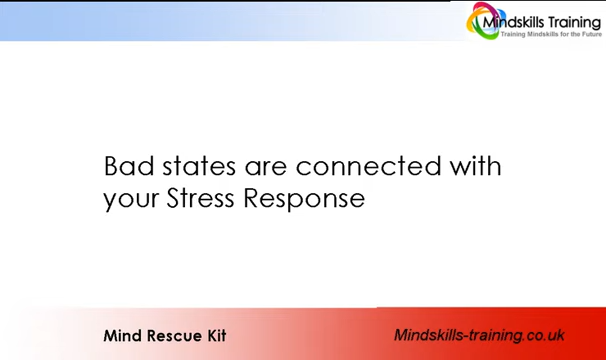 Mindskills Training
Training Mindskills for the Future
Bad states are connected with
your Stress Response
Mind Rescue Kit
Mindskills-training.co.uk